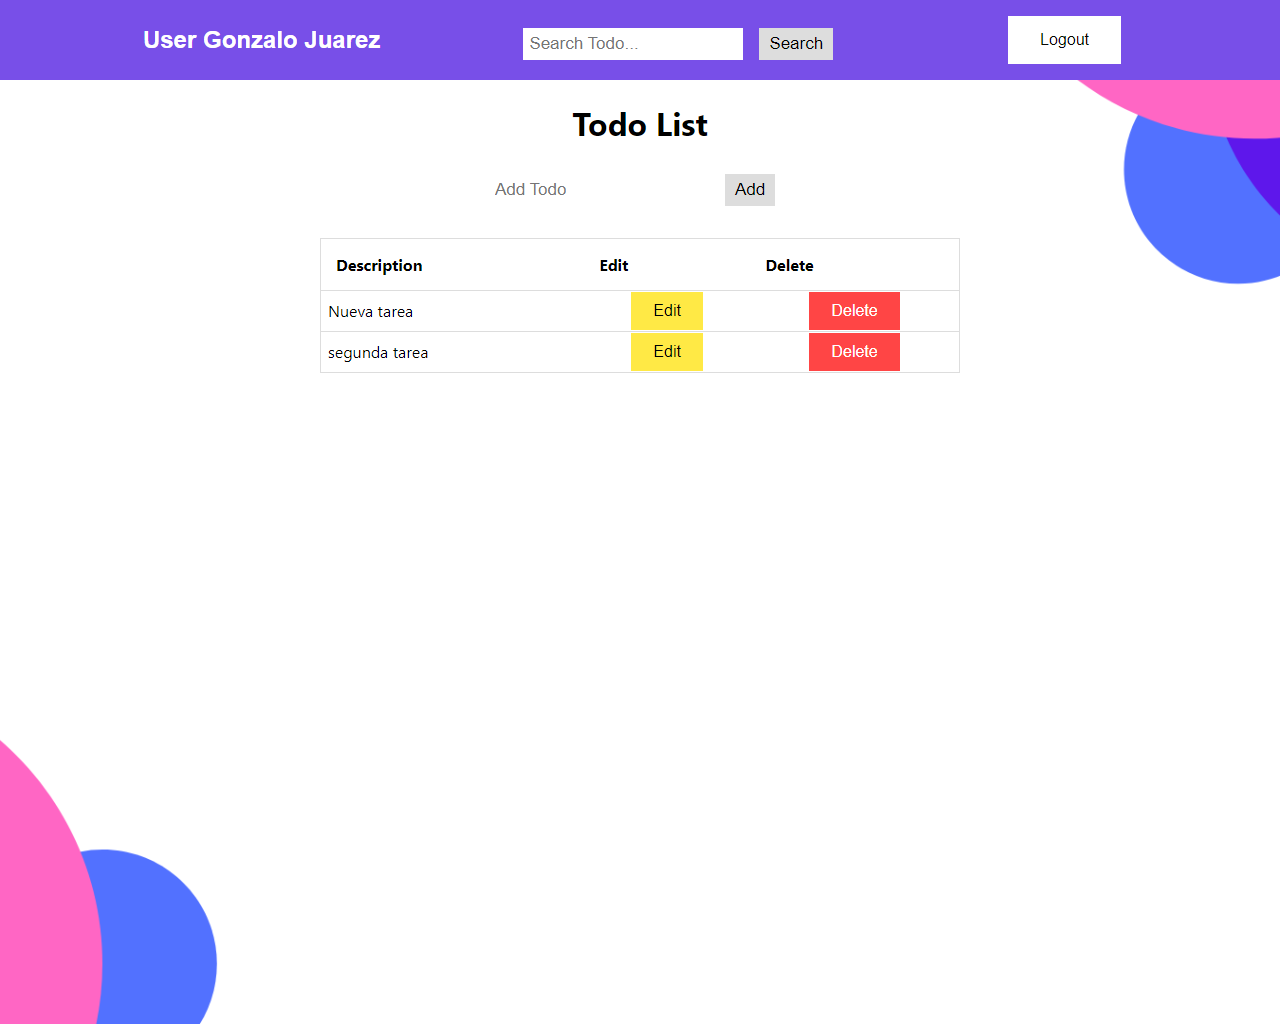 User Gonzalo Juarez Search Todo... Search Logout
Todo List
Add Todo Add
Description Edit Delete
Nueva tarea Edit Delete
segunda tarea Edit Delete